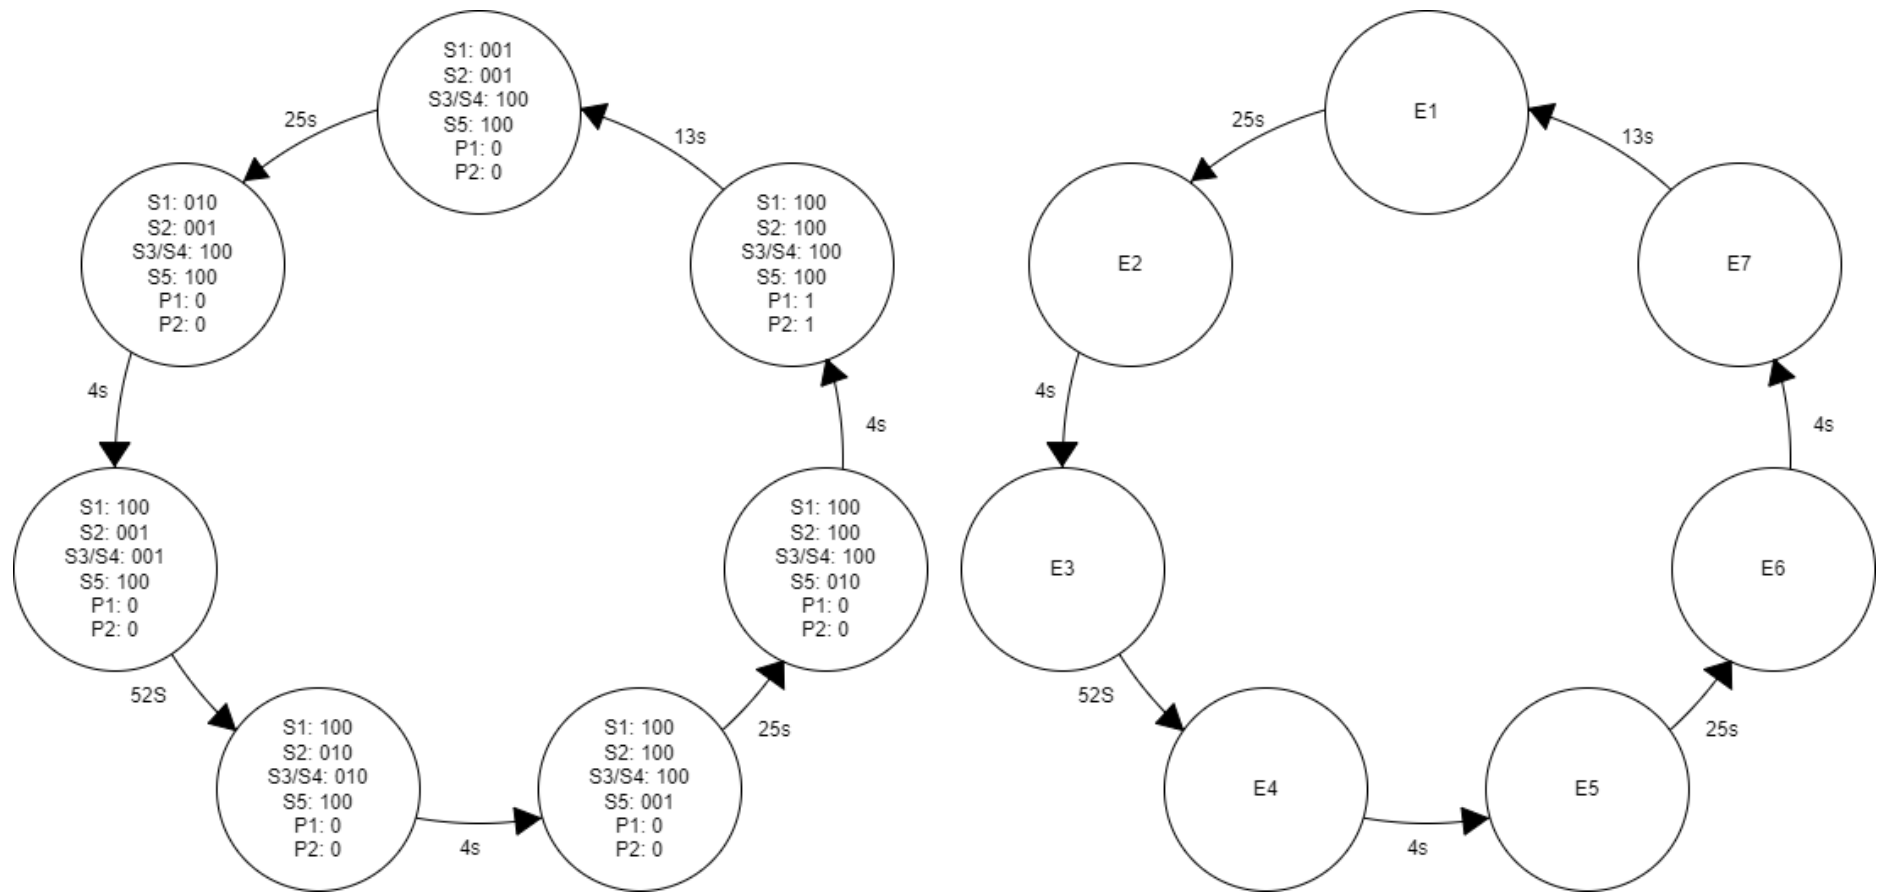 S1: 001
S2: 001
S3/S4: 100
S5: 100
P1: 0
P2: 0
25s
13s
S1: 010
S2: 001
S3/S4: 100
S5: 100
P1: 0
P2: 0
S1: 100
S2: 100
S3/S4: 100
S5: 100
P1: 1
P2: 1
4s
4s
S1: 100
S2: 001
S3/S4: 001
S5: 100
P1: 0
P2: 0
S1: 100
S2: 100
S3/S4: 100
S5: 010
P1: 0
P2: 0
52S
25s
S1: 100
S2: 010
S3/S4: 010
S5: 100
P1: 0
P2: 0
4s
S1: 100
S2: 100
S3/S4: 100
S5: 001
P1: 0
P2: 0
E1
25s
13s
E2
E7
4s
4s
E3
E6
52S
25s
E4
E5
4s